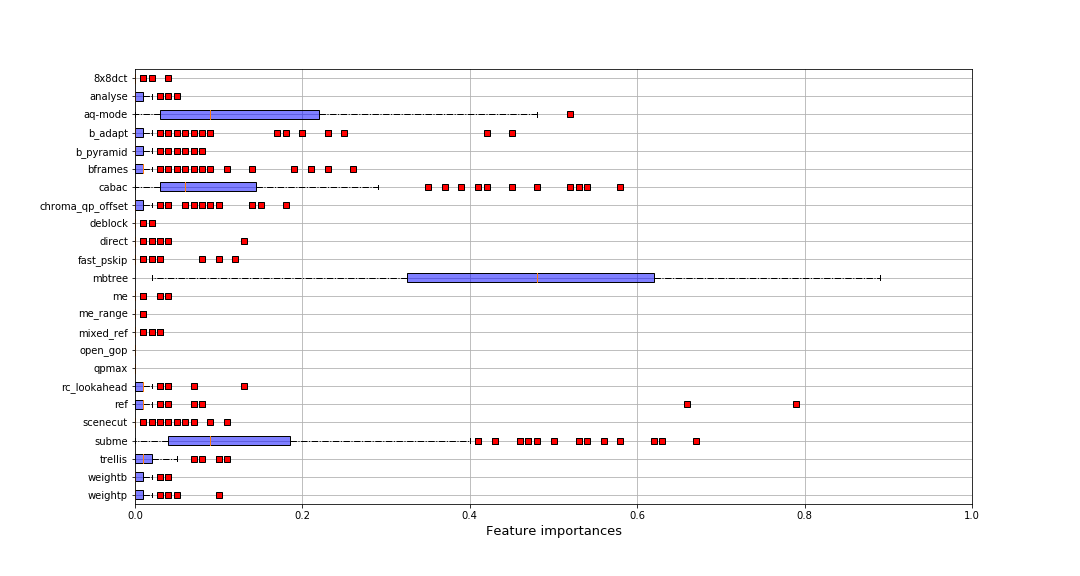 8x8dct
analyse
aq-mode
b_adapt
b_pyramid
bframes
cabac
chroma_qp_offset
deblock
direct
fast_pskip
mbtree
me
me_range
mixed_ref
open_gop
qpmax
rc_lookahead
ref
scenecut
subme
trellis
weightb
weightp
0.0 0.2 0.4 0.6 0.8 1.0
Feature importances